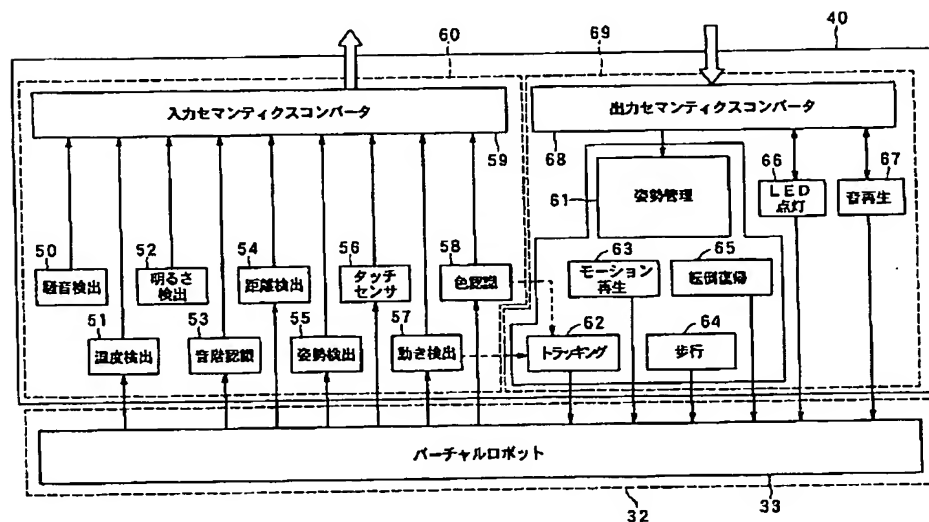 60
69
40
入力セマンティクスコンバータ
出力セマンティクスコンバータ
59
68
66
67
LED
点灯
音再生
61
姿勢管理
50
52
54
56
58
63
65
騒音検出
明るさ
検出
距離検出
タッチ
センサ
色認識
モーション
再生
転倒復帰
51
53
55
57
62
64
温度検出
音階認識
姿勢検出
動き検出
トラッキング
歩行
バーチャルロボット
32
33